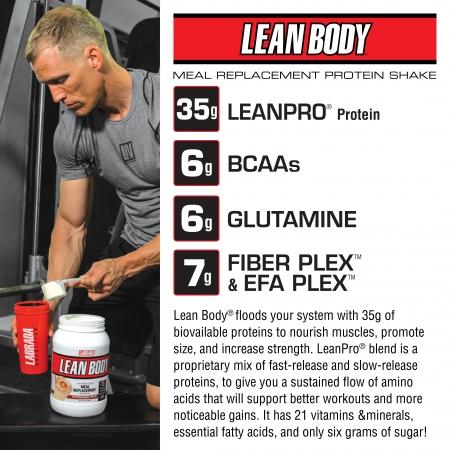 LEAN BODY
MEAL REPLACEMENT PROTEIN SHAKE
35g LEANPRO® Protein
6g BCAAs
6g GLUTAMINE
7g FIBER PLEX™
& EFA PLEX™
Lean Body® floods your system with 35g of
biovailable proteins to nourish muscles, promote
size, and increase strength. LeanPro® blend is a
proprietary mix of fast-release and slow-release
proteins, to give you a sustained flow of amino
acids that will support better workouts and more
noticeable gains. It has 21 vitamins &minerals,
essential fatty acids, and only six grams of sugar!
LABRADA
LABRADA
LEAN BODY
MEAL
REPLACEMENT